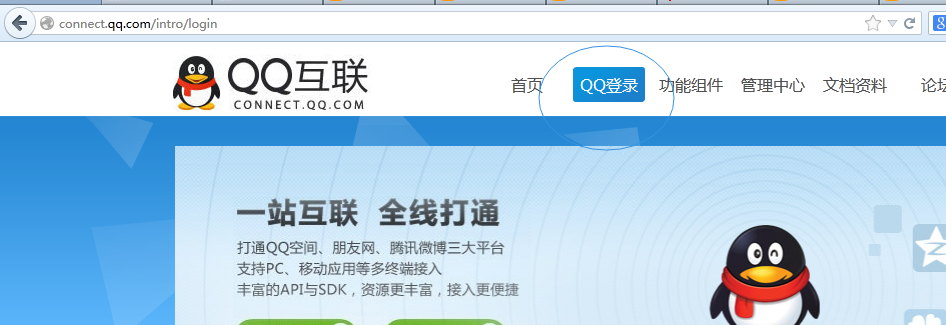 connect.qq.com/intro/login
QQ互联
CONNECT.QQ.COM
首页 QQ登录 功能组件 管理中心 文档资料 论坛
一站互联 全线打通
打通QQ空间、朋友网、腾讯微博三大平台
支持PC、移动应用等多终端接入
丰富的API与SDK，资源更丰富，接入更便捷